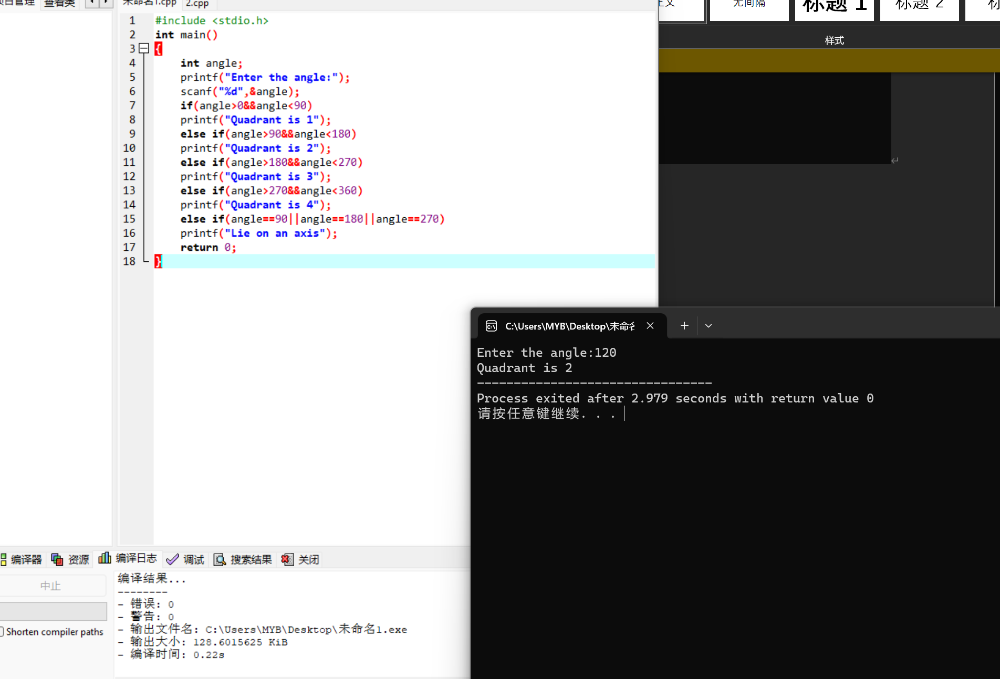 查看类
未命名1.cpp 2.cpp
1 #include <stdio.h>
2 int main()
3 {
4 int angle;
5 printf("Enter the angle:");
6 scanf("%d",&angle);
7 if(angle>0&&angle<90)
8 printf("Quadrant is 1");
9 else if(angle>90&&angle<180)
10 printf("Quadrant is 2");
11 else if(angle>180&&angle<270)
12 printf("Quadrant is 3");
13 else if(angle>270&&angle<360)
14 printf("Quadrant is 4");
15 else if(angle==90||angle==180||angle==270)
16 printf("Lie on an axis");
17 return 0;
18 }
无间隔 标题 1 标题 2
样式
C:\Users\MYB\Desktop\未命名
Enter the angle:120
Quadrant is 2
--------------------------------
Process exited after 2.979 seconds with return value 0
请按任意键继续. . .
编译器 资源 编译日志 调试 搜索结果 关闭
中止
Shorten compiler paths
编译结果...
--------
- 错误: 0
- 警告: 0
- 输出文件名: C:\Users\MYB\Desktop\未命名1.exe
- 输出大小: 128.6015625 KiB
- 编译时间: 0.22s